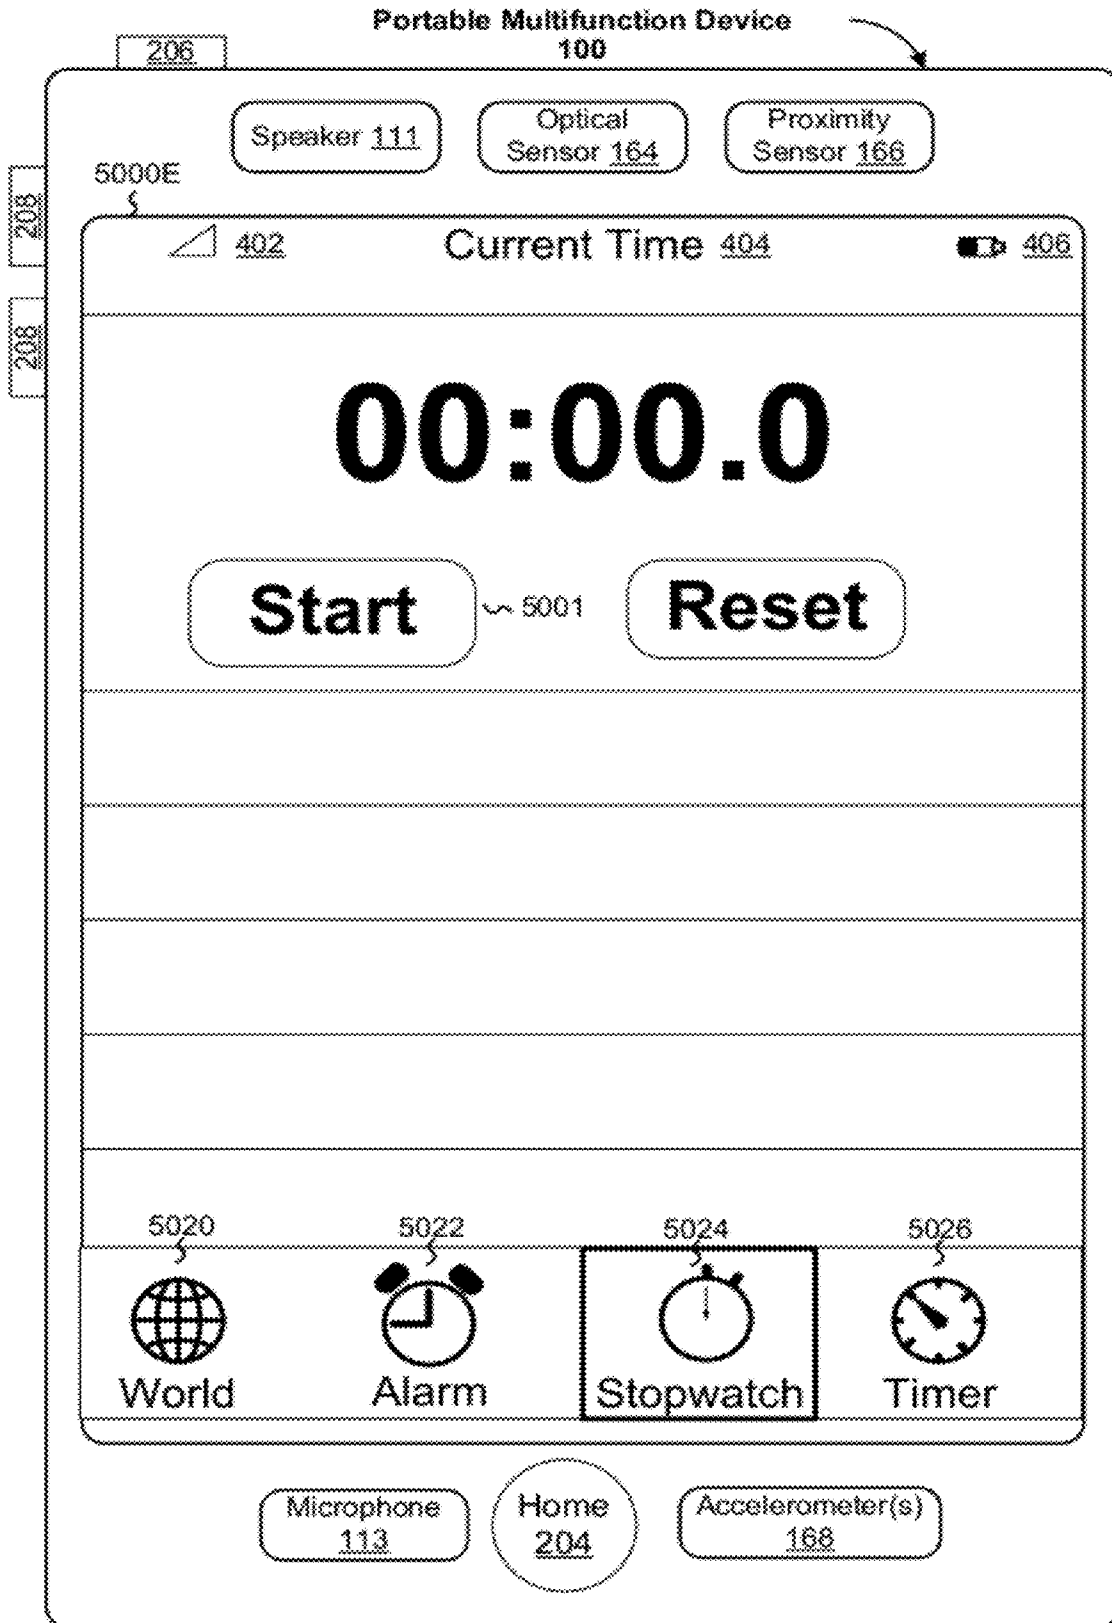 Portable Multifunction Device
100
206
Speaker 111
Optical
Sensor 164
Proximity
Sensor 166
5000E
208
208
402
Current Time 404
406
00:00.0
Start
5001
Reset
5020
5022
5024
5026
World
Alarm
Stopwatch
Timer
Microphone
113
Home
204
Accelerometer(s)
168